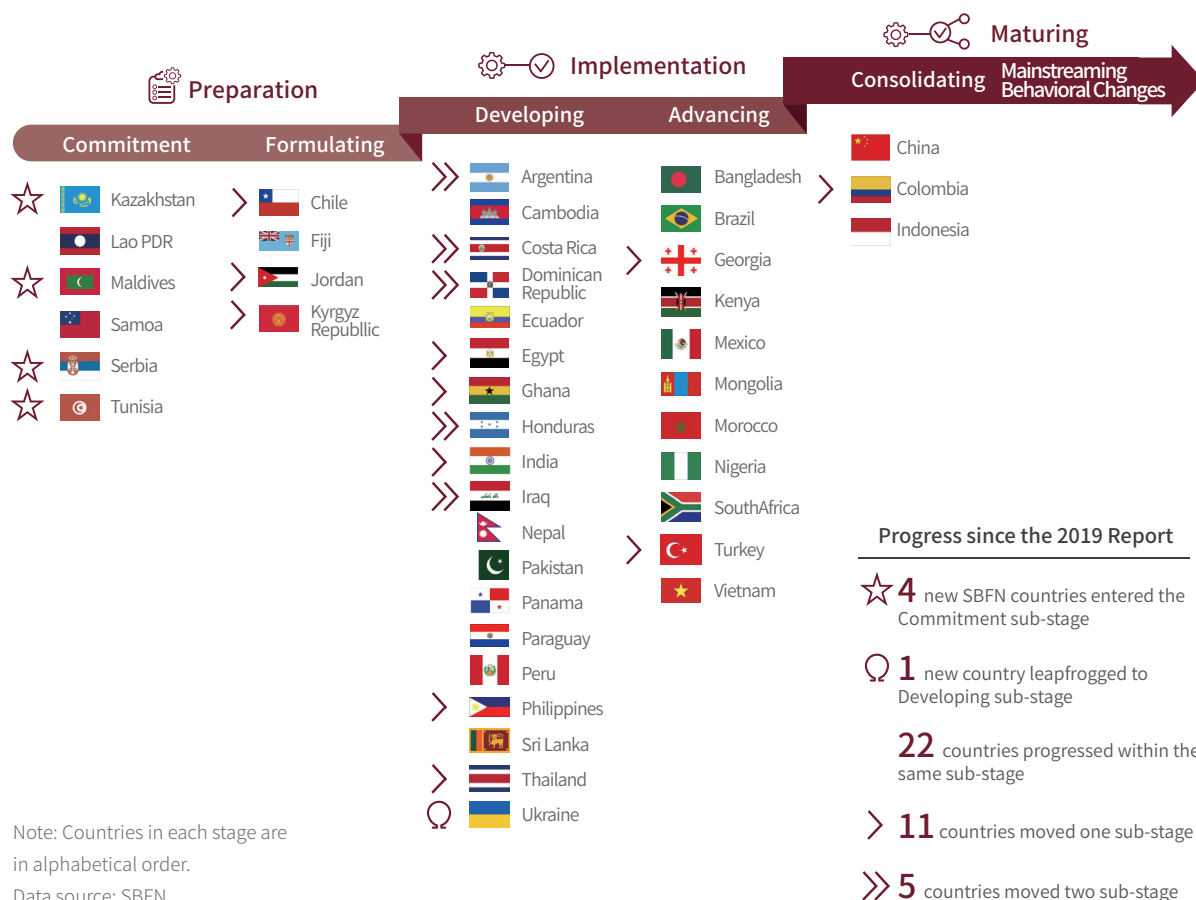 Preparation
Commitment
Formulating
Kazakhstan
Lao PDR
Maldives
Samoa
Serbia
Tunisia
Chile
Fiji
Jordan
Kyrgyz
Republlic
Implementation
Developing
Advancing
Argentina
Cambodia
Costa Rica
Dominican
Republic
Ecuador
Egypt
Ghana
Honduras
India
Iraq
Nepal
Pakistan
Panama
Paraguay
Peru
Philippines
Sri Lanka
Thailand
Ukraine
Bangladesh
Brazil
Georgia
Kenya
Mexico
Mongolia
Morocco
Nigeria
SouthAfrica
Turkey
Vietnam
Maturing
Consolidating
Mainstreaming
Behavioral Changes
China
Colombia
Indonesia
Progress since the 2019 Report
4 new SBFN countries entered the
Commitment sub-stage
1 new country leapfrogged to
Developing sub-stage
22 countries progressed within the
same sub-stage
11 countries moved one sub-stage
5 countries moved two sub-stage
Note: Countries in each stage are
in alphabetical order.
Data source: SBFN